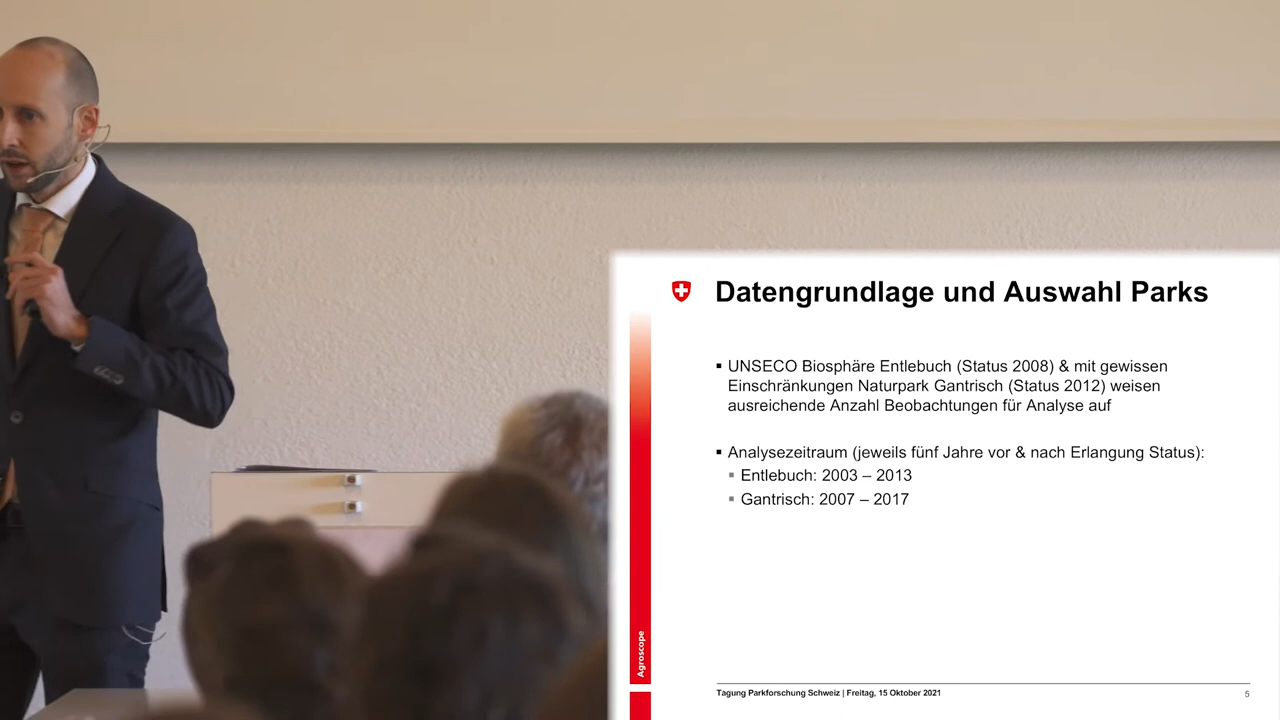 Datengrundlage und Auswahl Parks
▪ UNSECO Biosphäre Entlebuch (Status 2008) & mit gewissen
Einschränkungen Naturpark Gantrisch (Status 2012) weisen
ausreichende Anzahl Beobachtungen für Analyse auf
▪ Analysezeitraum (jeweils fünf Jahre vor & nach Erlangung Status):
▪ Entlebuch: 2003 – 2013
▪ Gantrisch: 2007 – 2017
Agroscope
Tagung Parkforschung Schweiz | Freitag, 15 Oktober 2021
5